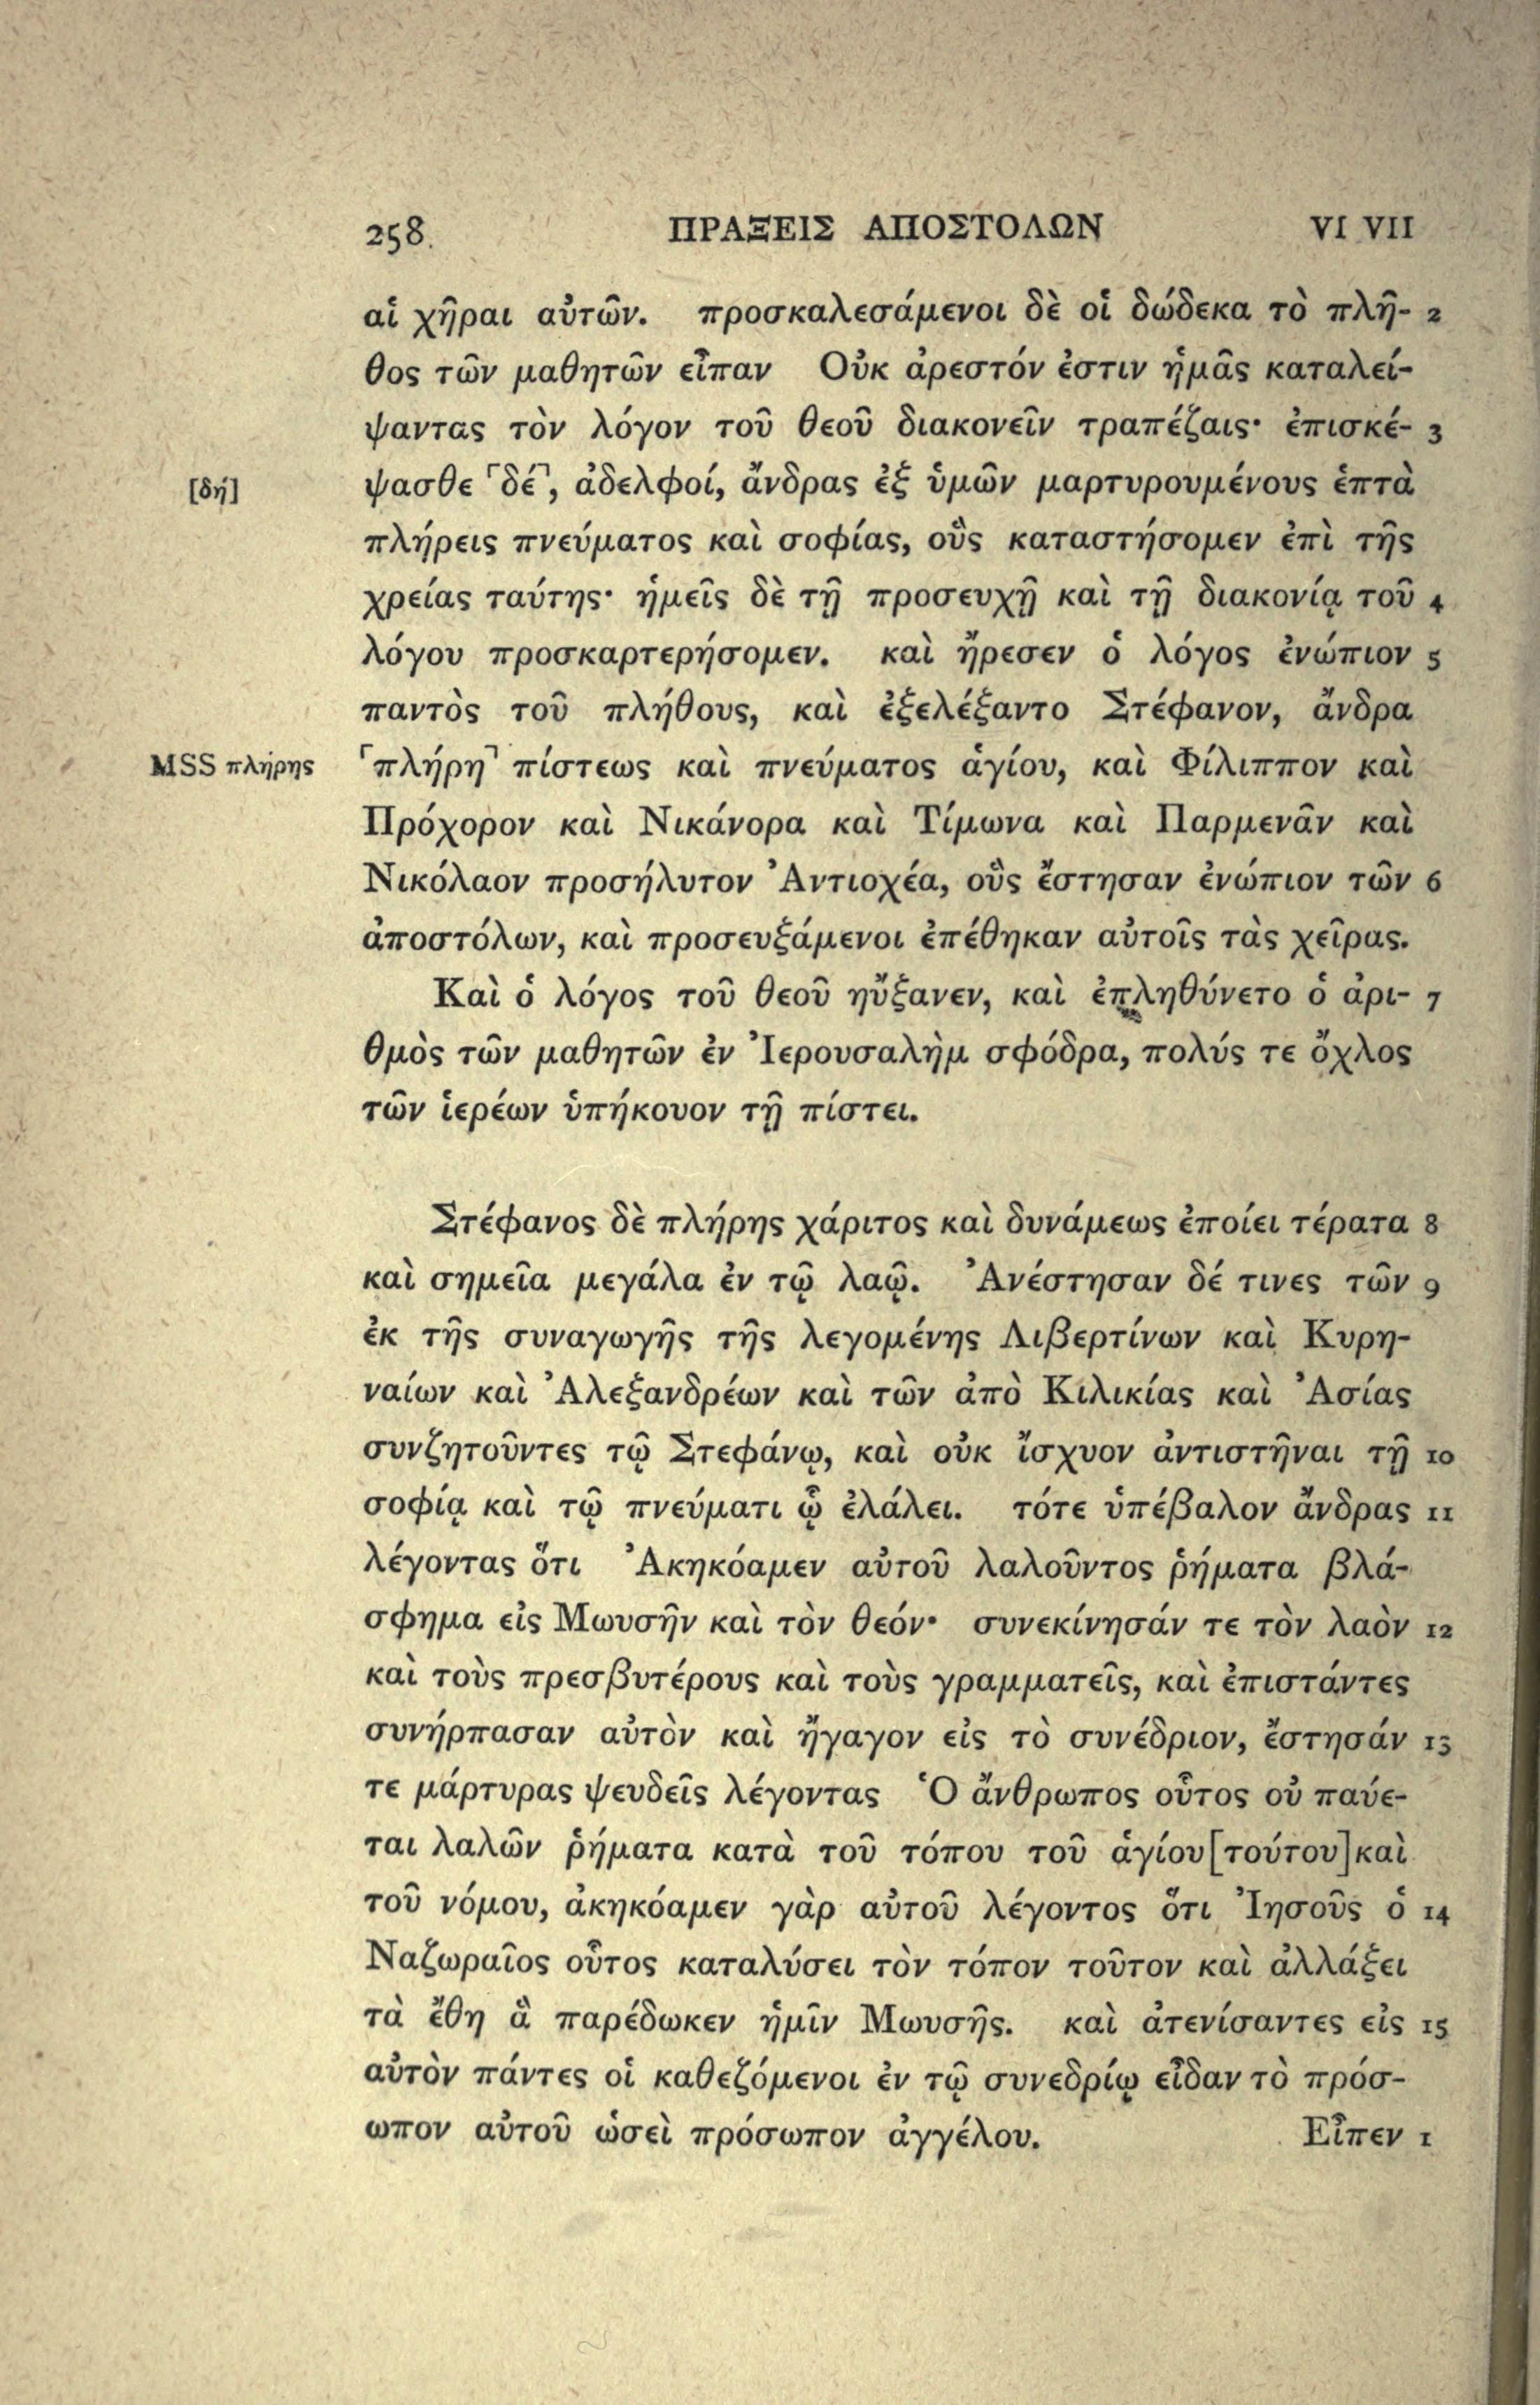 258. ΠΡΑΞΕΙΣ ΑΠΟΣΤΟΛΩΝ VI VII
αἱ χῆραι αὐτῶν. προσκαλεσάμενοι δὲ οἱ δώδεκα τὸ πλῆ- 2
θος τῶν μαθητῶν εἶπαν Οὐκ ἀρεστόν ἐστιν ἡμᾶς καταλεί-
ψαντας τὸν λόγον τοῦ θεοῦ διακονεῖν τραπέζαις· ἐπισκέ- 3
[δή] ψασθε ⌜δέ⌝, ἀδελφοί, ἄνδρας ἐξ ὑμῶν μαρτυρουμένους ἑπτὰ
πλήρεις πνεύματος καὶ σοφίας, οὓς καταστήσομεν ἐπὶ τῆς
χρείας ταύτης· ἡμεῖς δὲ τῇ προσευχῇ καὶ τῇ διακονίᾳ τοῦ 4
λόγου προσκαρτερήσομεν. καὶ ἤρεσεν ὁ λόγος ἐνώπιον 5
παντὸς τοῦ πλήθους, καὶ ἐξελέξαντο Στέφανον, ἄνδρα
MSS πλήρης ⌜πλήρη⌝ πίστεως καὶ πνεύματος ἁγίου, καὶ Φίλιππον καὶ
Πρόχορον καὶ Νικάνορα καὶ Τίμωνα καὶ Παρμενᾶν καὶ
Νικόλαον προσήλυτον Ἀντιοχέα, οὓς ἔστησαν ἐνώπιον τῶν 6
ἀποστόλων, καὶ προσευξάμενοι ἐπέθηκαν αὐτοῖς τὰς χεῖρας.
Καὶ ὁ λόγος τοῦ θεοῦ ηὔξανεν, καὶ ἐπληθύνετο ὁ ἀρι- 7
θμὸς τῶν μαθητῶν ἐν Ἰερουσαλὴμ σφόδρα, πολύς τε ὄχλος
τῶν ἱερέων ὑπήκουον τῇ πίστει.
Στέφανος δὲ πλήρης χάριτος καὶ δυνάμεως ἐποίει τέρατα 8
καὶ σημεῖα μεγάλα ἐν τῷ λαῷ. Ἀνέστησαν δέ τινες τῶν 9
ἐκ τῆς συναγωγῆς τῆς λεγομένης Λιβερτίνων καὶ Κυρη-
ναίων καὶ Ἀλεξανδρέων καὶ τῶν ἀπὸ Κιλικίας καὶ Ἀσίας
συνζητοῦντες τῷ Στεφάνῳ, καὶ οὐκ ἴσχυον ἀντιστῆναι τῇ 10
σοφίᾳ καὶ τῷ πνεύματι ᾧ ἐλάλει. τότε ὑπέβαλον ἄνδρας 11
λέγοντας ὅτι Ἀκηκόαμεν αὐτοῦ λαλοῦντος ῥήματα βλά-
σφημα εἰς Μωυσῆν καὶ τὸν θεόν· συνεκίνησάν τε τὸν λαὸν 12
καὶ τοὺς πρεσβυτέρους καὶ τοὺς γραμματεῖς, καὶ ἐπιστάντες
συνήρπασαν αὐτὸν καὶ ἤγαγον εἰς τὸ συνέδριον, ἔστησάν 13
τε μάρτυρας ψευδεῖς λέγοντας Ὁ ἄνθρωπος οὗτος οὐ παύε-
ται λαλῶν ῥήματα κατὰ τοῦ τόπου τοῦ ἁγίου [τούτου] καὶ
τοῦ νόμου, ἀκηκόαμεν γὰρ αὐτοῦ λέγοντος ὅτι Ἰησοῦς ὁ 14
Ναζωραῖος οὗτος καταλύσει τὸν τόπον τοῦτον καὶ ἀλλάξει
τὰ ἔθη ἃ παρέδωκεν ἡμῖν Μωυσῆς. καὶ ἀτενίσαντες εἰς 15
αὐτὸν πάντες οἱ καθεζόμενοι ἐν τῷ συνεδρίῳ εἶδαν τὸ πρόσ-
ωπον αὐτοῦ ὡσεὶ πρόσωπον ἀγγέλου. Εἶπεν 1